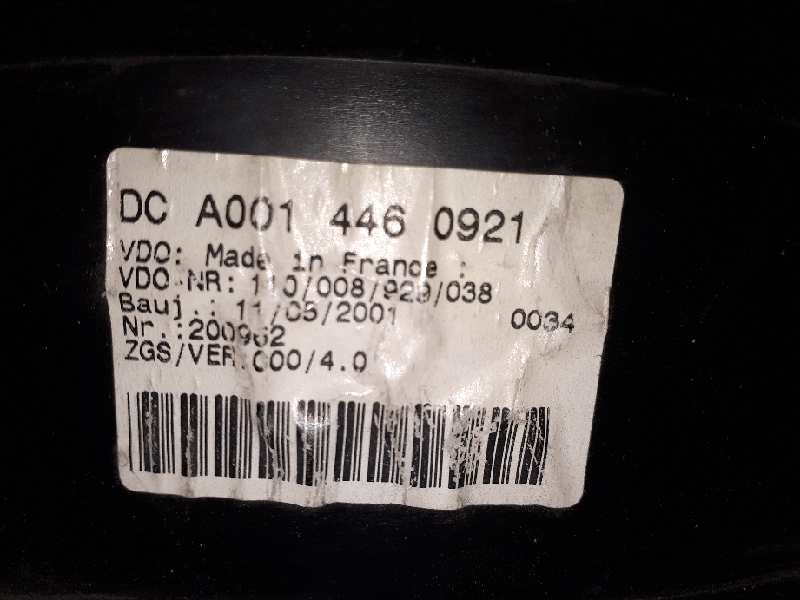 DC A001 446 0921
VDO: Made in France :
VDO-NR: 110/008/929/038
Bauj.: 11/05/2001 0034
Nr.:200962
ZGS/VER.000/4.0